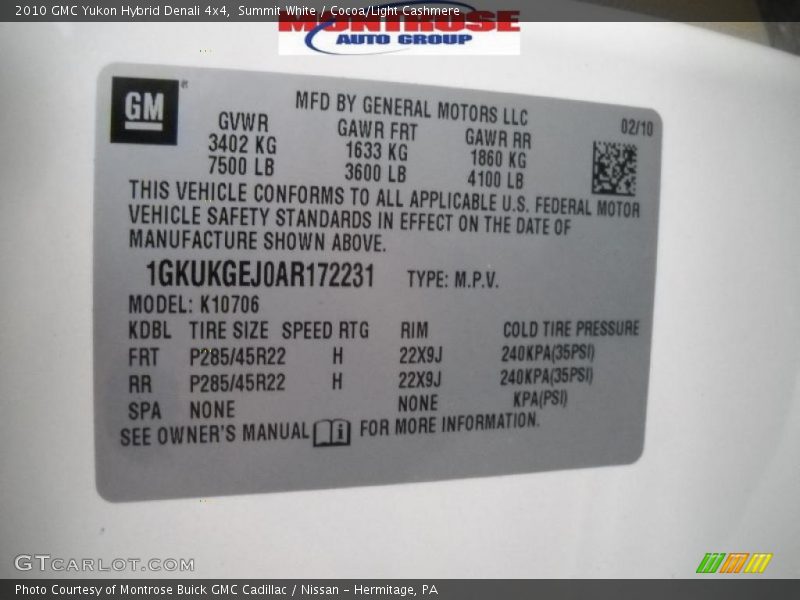 2010 GMC Yukon Hybrid Denali 4x4, Summit White / Cocoa/Light Cashmere
MONTROSE
AUTO GROUP
GM
MFD BY GENERAL MOTORS LLC
GVWR GAWR FRT GAWR RR 02/10
3402 KG 1633 KG 1860 KG
7500 LB 3600 LB 4100 LB
THIS VEHICLE CONFORMS TO ALL APPLICABLE U.S. FEDERAL MOTOR
VEHICLE SAFETY STANDARDS IN EFFECT ON THE DATE OF
MANUFACTURE SHOWN ABOVE.
1GKUKGEJ0AR172231 TYPE: M.P.V.
MODEL: K10706
KDBL TIRE SIZE SPEED RTG RIM COLD TIRE PRESSURE
FRT P285/45R22 H 22X9J 240KPA(35PSI)
RR P285/45R22 H 22X9J 240KPA(35PSI)
SPA NONE NONE KPA(PSI)
SEE OWNER'S MANUAL i FOR MORE INFORMATION.
GTCARLOT.COM
Photo Courtesy of Montrose Buick GMC Cadillac / Nissan - Hermitage, PA